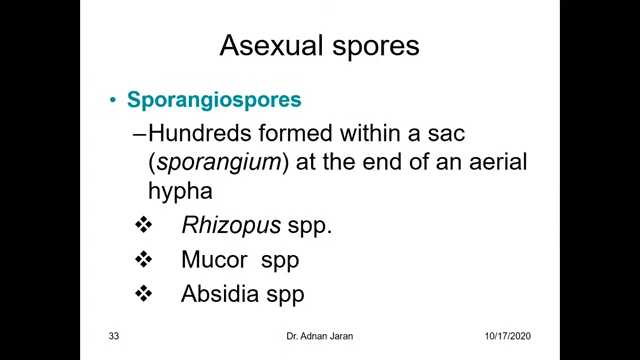 Asexual spores
• Sporangiospores
–Hundreds formed within a sac
(sporangium) at the end of an aerial
hypha
❖ Rhizopus spp.
❖ Mucor spp
❖ Absidia spp
33 Dr. Adnan Jaran 10/17/2020